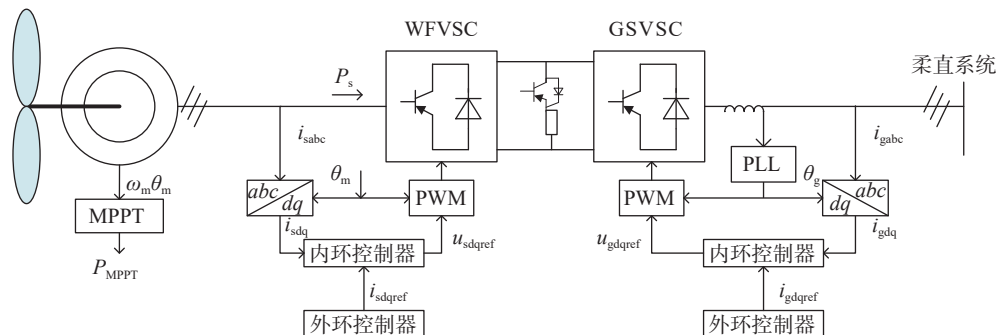 WFVSC
GSVSC
柔直系统
P_s
i_sabc
i_gabc
PLL
ω_mθ_m
θ_m
θ_g
MPPT
abc
dq
PWM
PWM
abc
dq
P_MPPT
i_sdq
u_sdqref
u_gdqref
i_gdq
内环控制器
内环控制器
i_sdqref
i_gdqref
外环控制器
外环控制器